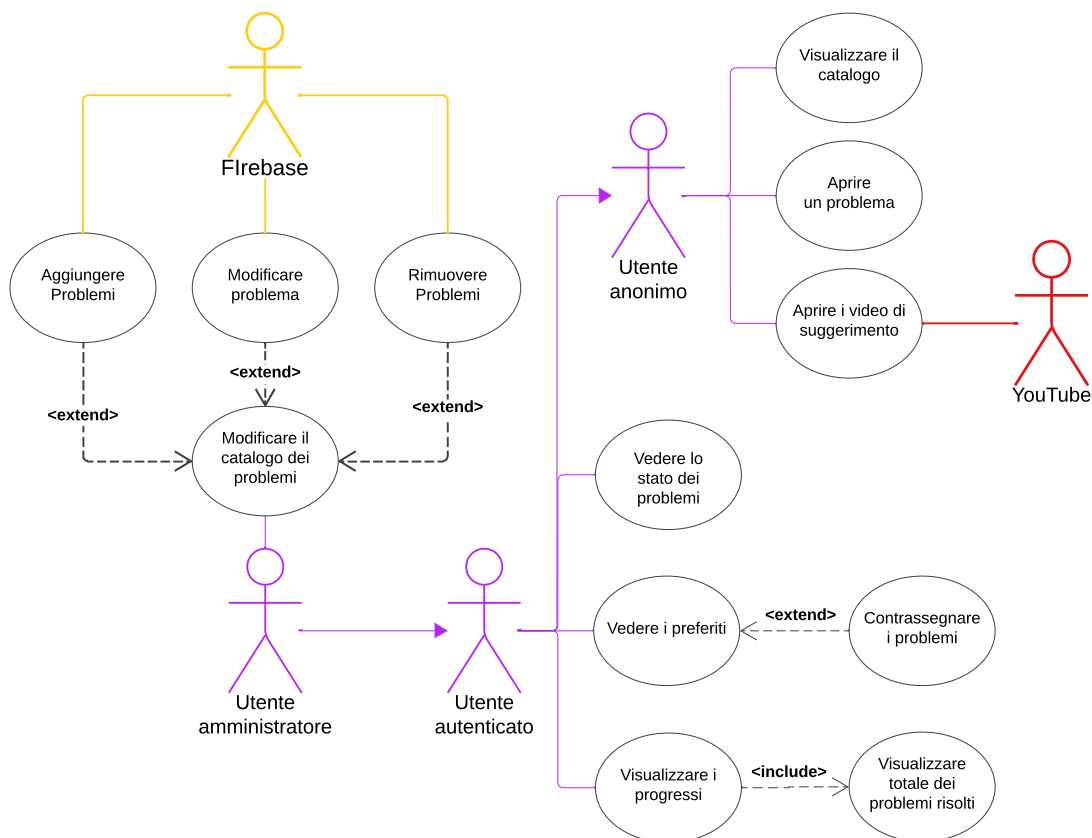 FIrebase
Visualizzare il
catalogo
Aprire
un problema
Utente
anonimo
Aggiungere
Problemi
Modificare
problema
Rimuovere
Problemi
Aprire i video di
suggerimento
YouTube
<extend>
<extend>
<extend>
Modificare il
catalogo dei
problemi
Vedere lo
stato dei
problemi
Vedere i preferiti
<extend>
Contrassegnare
i problemi
Utente
amministratore
Utente
autenticato
Visualizzare i
progressi
<include>
Visualizzare
totale dei
problemi risolti